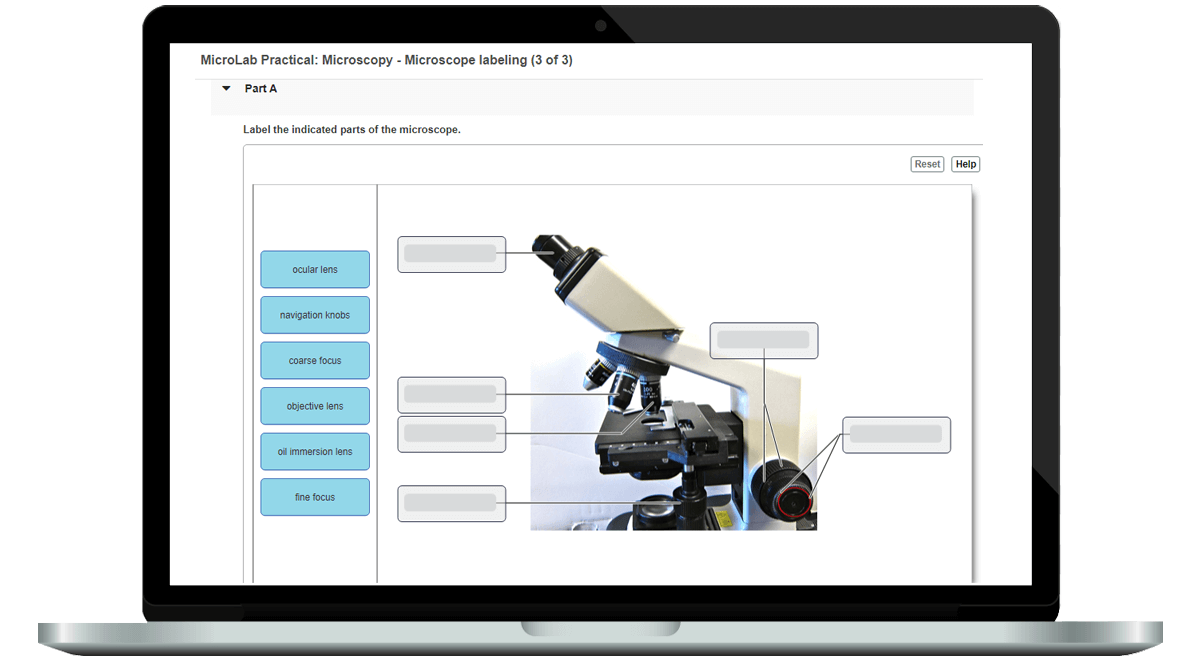 MicroLab Practical: Microscopy - Microscope labeling (3 of 3)
Part A
Label the indicated parts of the microscope.
Reset Help
ocular lens
navigation knobs
coarse focus
objective lens
oil immersion lens
fine focus
100